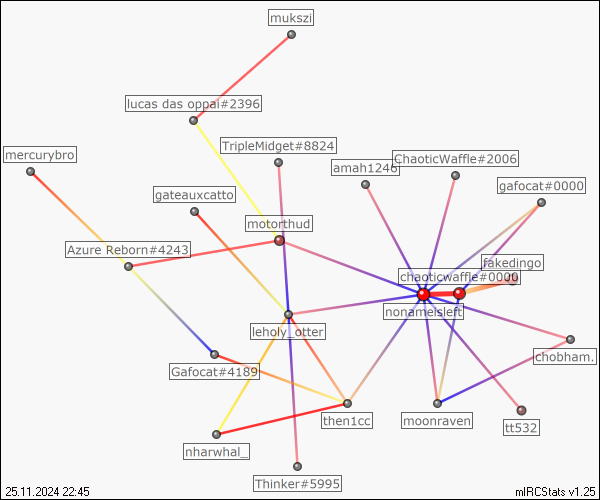 mukszi
lucas das oppai#2396
TripleMidget#8824
mercurybro
amah1246
ChaoticWaffle#2006
gateauxcatto
gafocat#0000
motorthud
Azure Reborn#4243
fakedingo
chaoticwaffle#0000
nonameisleft
leholy_otter
chobham.
Gafocat#4189
then1cc
moonraven
tt532
nharwhal_
Thinker#5995
25.11.2024 22:45
mIRCStats v1.25